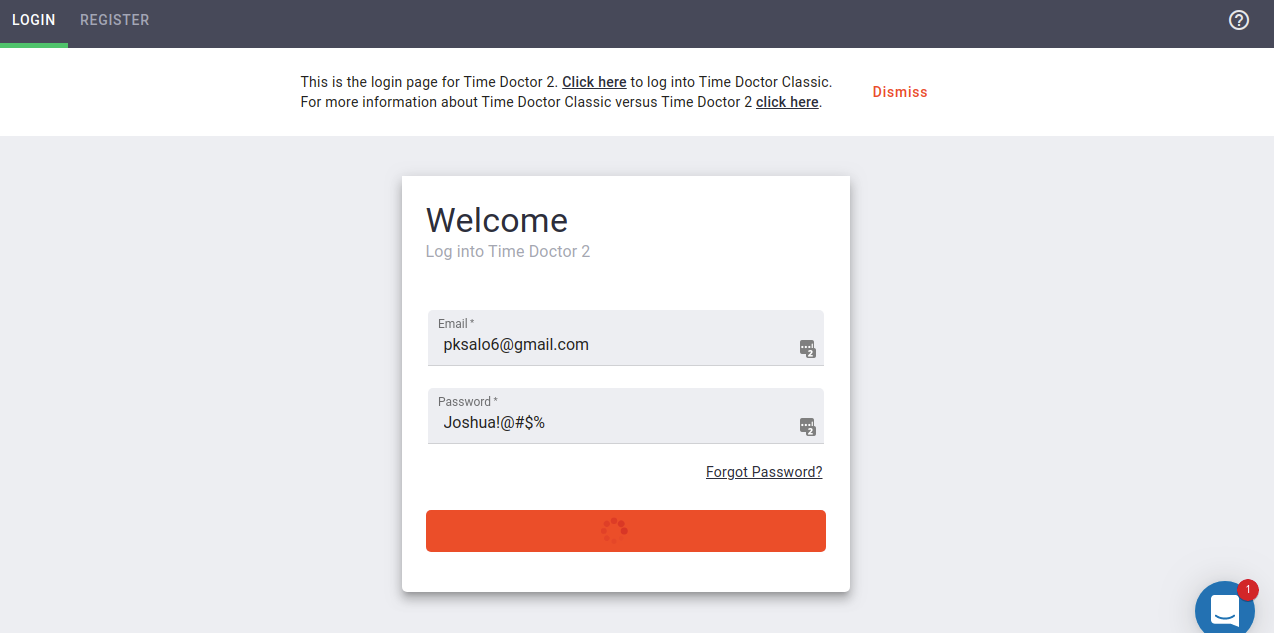 LOGIN REGISTER
This is the login page for Time Doctor 2. Click here to log into Time Doctor Classic.
For more information about Time Doctor Classic versus Time Doctor 2 click here.
Dismiss
Welcome
Log into Time Doctor 2
Email *
pksalo6@gmail.com
2
Password *
Joshua!@#$%
2
Forgot Password?
1